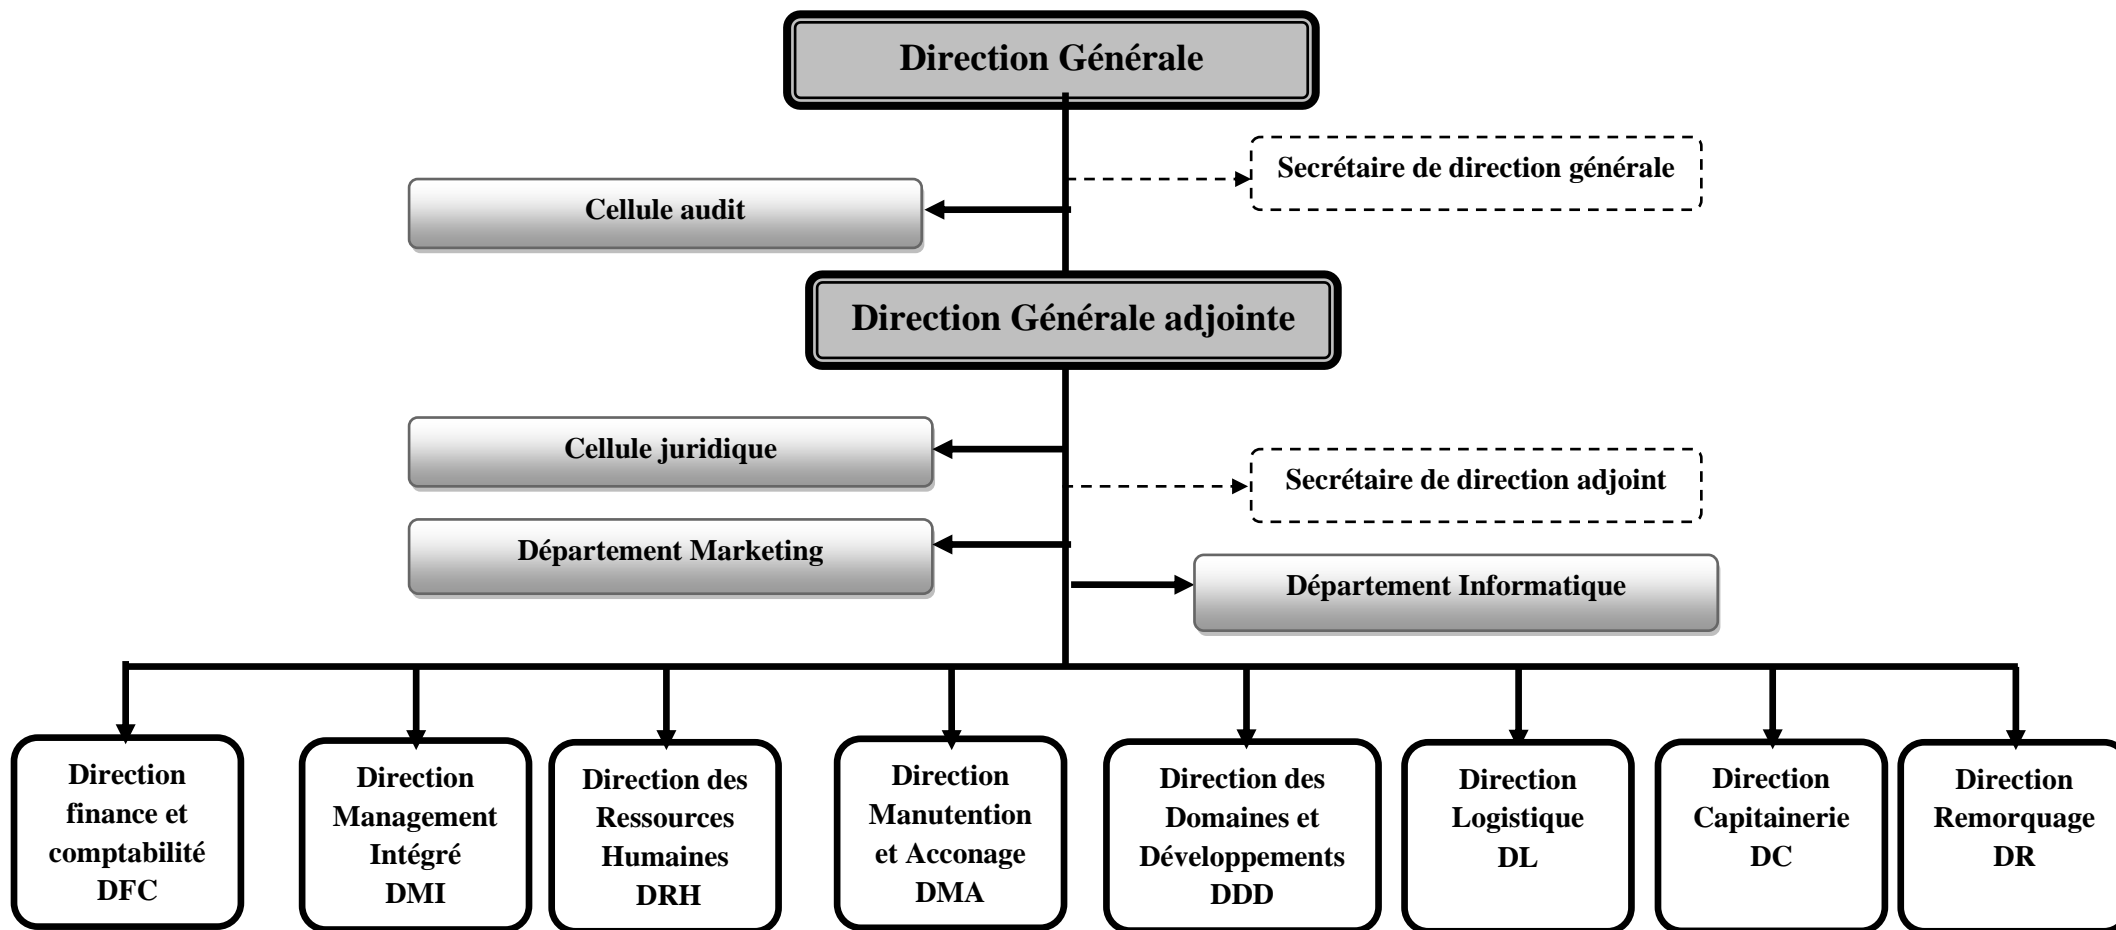 Direction Générale
Secrétaire de direction générale
Cellule audit
Direction Générale adjointe
Cellule juridique
Secrétaire de direction adjoint
Département Marketing
Département Informatique
Direction
finance et
comptabilité
DFC
Direction
Management
Intégré
DMI
Direction des
Ressources
Humaines
DRH
Direction
Manutention
et Acconage
DMA
Direction des
Domaines et
Développements
DDD
Direction
Logistique
DL
Direction
Capitainerie
DC
Direction
Remorquage
DR